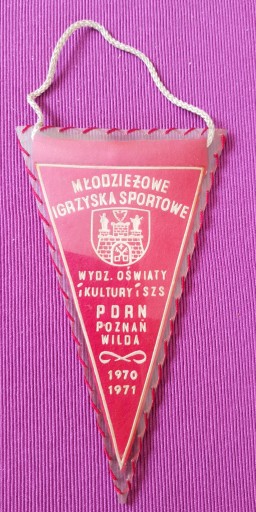 MŁODZIEŻOWE
IGRZYSKA SPORTOWE
WYDZ. OŚWIATY
i KULTURY i SZS
PDRN
POZNAŃ
WILDA
1970
1971